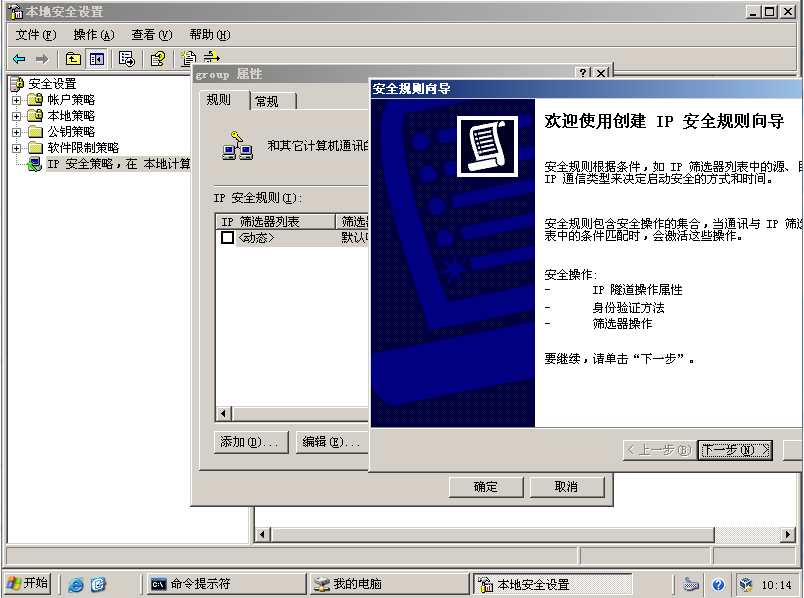 本地安全设置
文件(F) 操作(A) 查看(V) 帮助(H)
安全设置
帐户策略
本地策略
公钥策略
软件限制策略
IP 安全策略，在 本地计算
group 属性
规则 常规
和其它计算机通讯的
IP 安全规则(I):
IP 筛选器列表 筛选
<动态> 默认
添加(D)... 编辑(E)...
确定 取消
安全规则向导
欢迎使用创建 IP 安全规则向导
安全规则根据条件，如 IP 筛选器列表中的源、目
IP 通信类型来决定启动安全的方式和时间。
安全规则包含安全操作的集合，当通讯与 IP 筛选
表中的条件匹配时，会激活这些操作。
安全操作:
- IP 隧道操作属性
- 身份验证方法
- 筛选器操作
要继续，请单击“下一步”。
< 上一步(B) 下一步(N) >
开始 命令提示符 我的电脑 本地安全设置 10:14